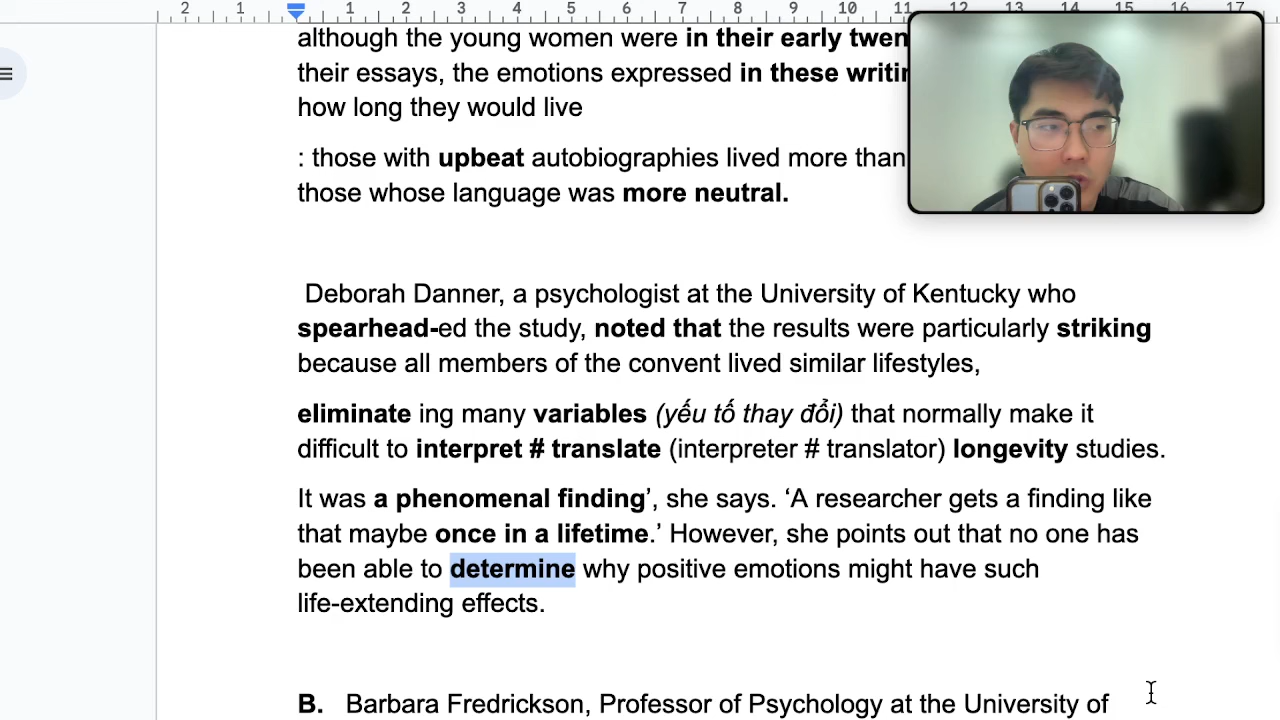 2 1 1 2 3 4 5 6 7 8 9 10 11 12 13 14 15 16 17
although the young women were in their early
their essays, the emotions expressed in these
how long they would live
: those with upbeat autobiographies lived more than
those whose language was more neutral.
Deborah Danner, a psychologist at the University of Kentucky who
spearhead-ed the study, noted that the results were particularly striking
because all members of the convent lived similar lifestyles,
eliminate ing many variables (yếu tố thay đổi) that normally make it
difficult to interpret # translate (interpreter # translator) longevity studies.
It was a phenomenal finding’, she says. ‘A researcher gets a finding like
that maybe once in a lifetime.’ However, she points out that no one has
been able to determine why positive emotions might have such
life-extending effects.
B. Barbara Fredrickson, Professor of Psychology at the University of